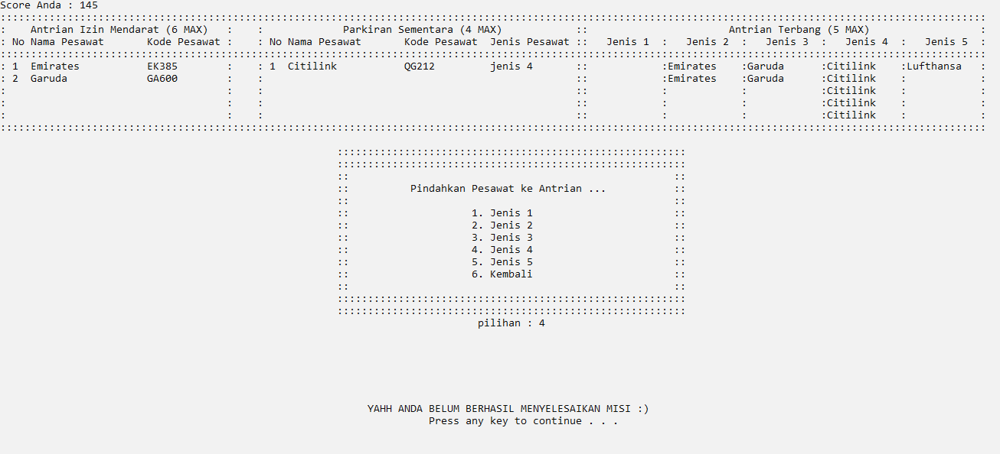 Score Anda : 145
:::::::::::::::::::::::::::::::::::::::::::::::::::::::::::::::::::::::::::::::::::::::::::::::::::::::::::::::::::::::::::::::::::::::::::::::::::::::::::::::::
:    Antrian Izin Mendarat (6 MAX)   :    :             Parkiran Sementara (4 MAX)            ::                       Antrian Terbang (5 MAX)                  :
: No Nama Pesawat       Kode Pesawat :    : No Nama Pesawat       Kode Pesawat  Jenis Pesawat ::   Jenis 1  :   Jenis 2  :   Jenis 3  :   Jenis 4  :   Jenis 5  :
:::::::::::::::::::::::::::::::::::::::::::::::::::::::::::::::::::::::::::::::::::::::::::::::::::::::::::::::::::::::::::::::::::::::::::::::::::::::::::::::::
: 1  Emirates           EK385        :    : 1  Citilink           QG212         jenis 4       ::            :Emirates    :Garuda      :Citilink    :Lufthansa   :
: 2  Garuda             GA600        :    :                                                   ::            :Emirates    :Garuda      :Citilink    :            :
:                                    :    :                                                   ::            :            :            :Citilink    :            :
:                                    :    :                                                   ::            :            :            :Citilink    :            :
:                                    :    :                                                   ::            :            :            :Citilink    :            :
:::::::::::::::::::::::::::::::::::::::::::::::::::::::::::::::::::::::::::::::::::::::::::::::::::::::::::::::::::::::::::::::::::::::::::::::::::::::::::::::::
:::::::::::::::::::::::::::::::::::::::::::::::::::::::::
:::::::::::::::::::::::::::::::::::::::::::::::::::::::::
::                                                     ::
::          Pindahkan Pesawat ke Antrian ...           ::
::                                                     ::
::                    1. Jenis 1                       ::
::                    2. Jenis 2                       ::
::                    3. Jenis 3                       ::
::                    4. Jenis 4                       ::
::                    5. Jenis 5                       ::
::                    6. Kembali                       ::
::                                                     ::
:::::::::::::::::::::::::::::::::::::::::::::::::::::::::
:::::::::::::::::::::::::::::::::::::::::::::::::::::::::
pilihan : 4
YAHH ANDA BELUM BERHASIL MENYELESAIKAN MISI :)
Press any key to continue . . .